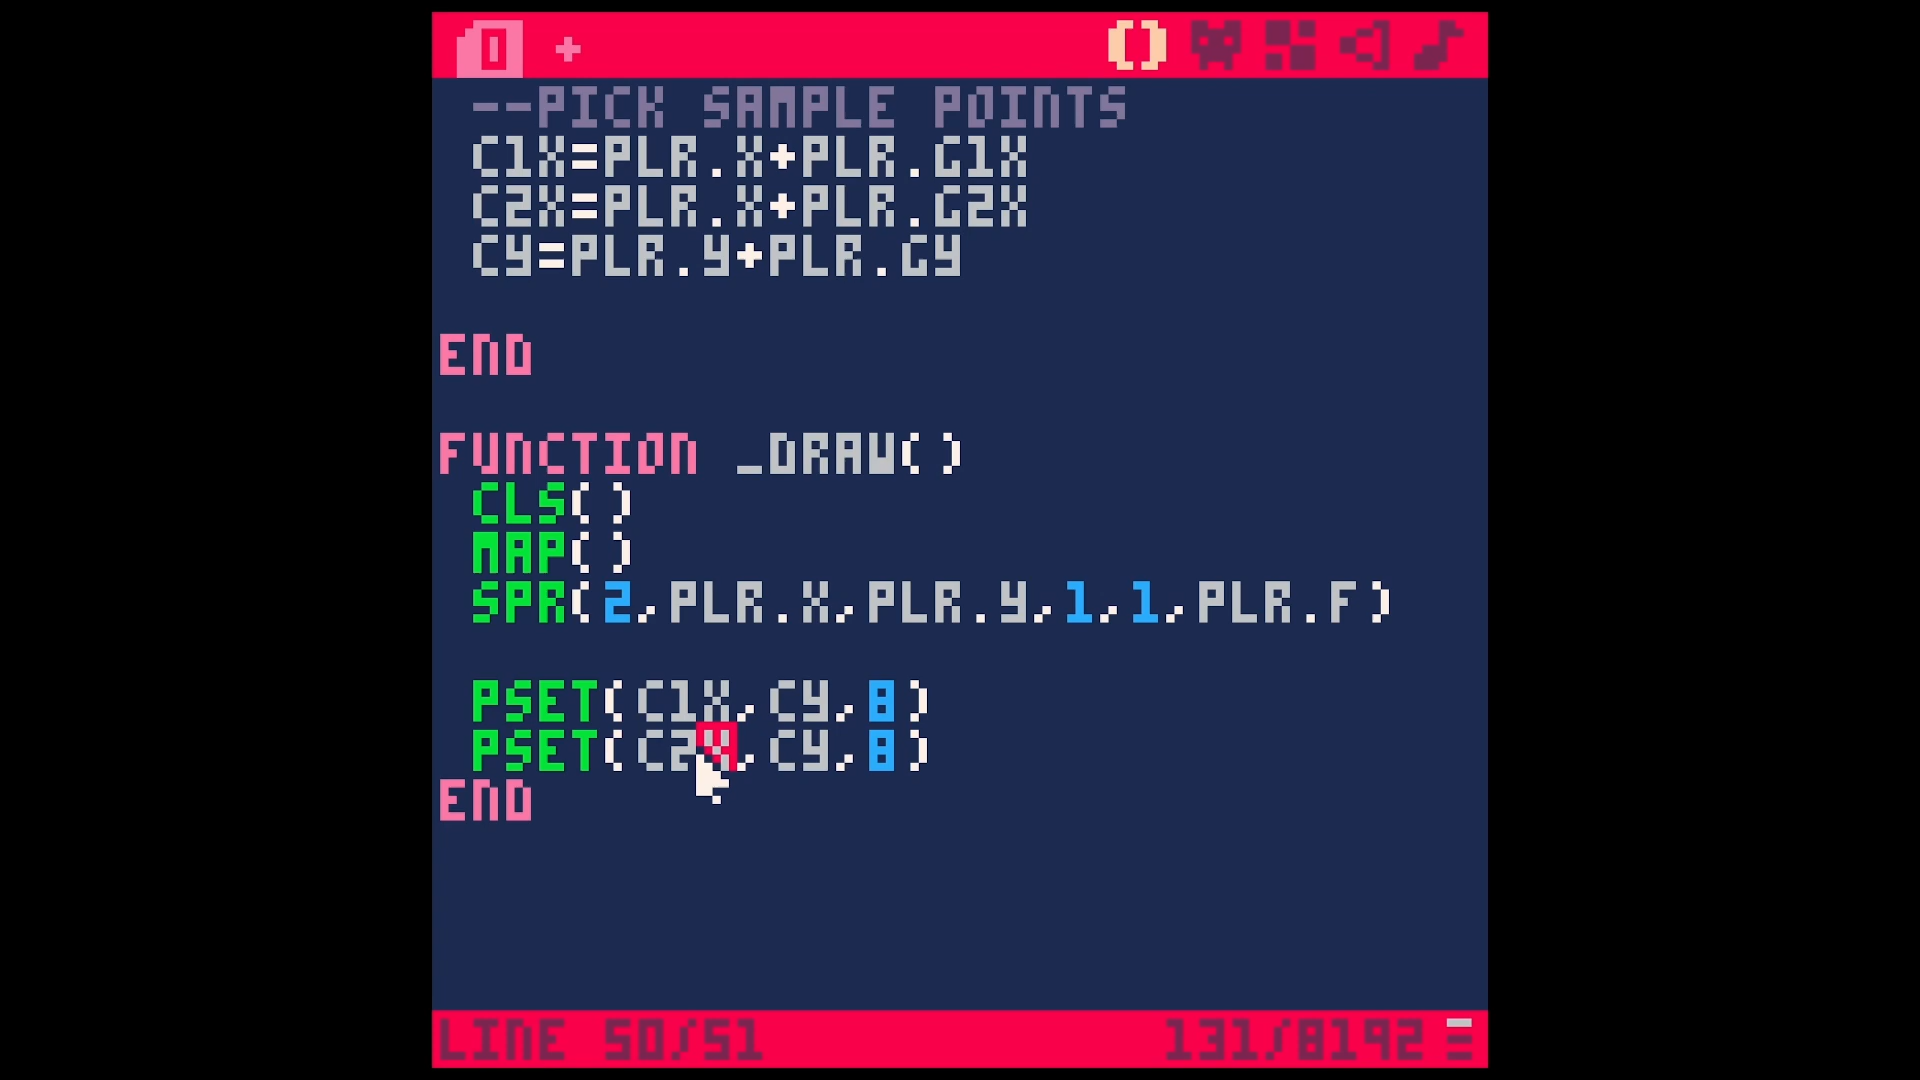 0 +
--PICK SAMPLE POINTS
C1X=PLR.X+PLR.G1X
C2X=PLR.X+PLR.G2X
CY=PLR.Y+PLR.GY
END
FUNCTION _DRAW()
CLS()
MAP()
SPR(2,PLR.X,PLR.Y,1,1,PLR.F)
PSET(C1X,CY,8)
PSET(C2X,CY,8)
END
LINE 50/51
131/8192